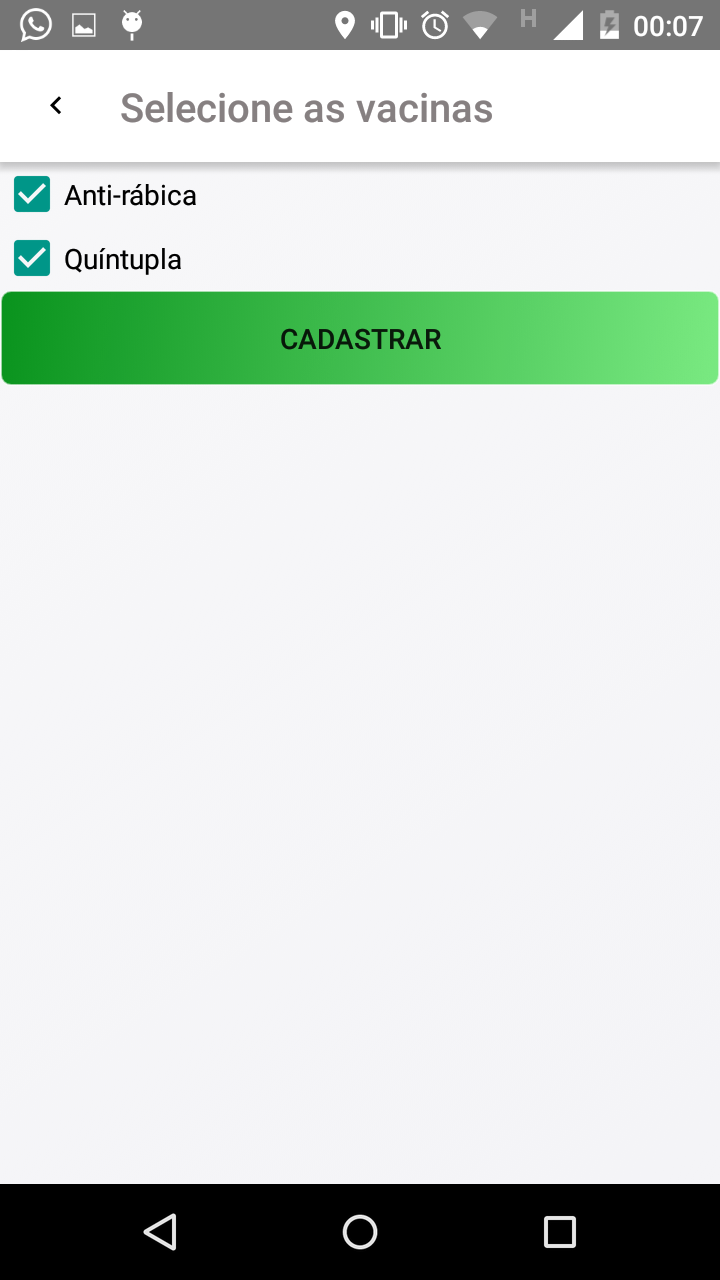 H 00:07
Selecione as vacinas
Anti-rábica
Quíntupla
CADASTRAR